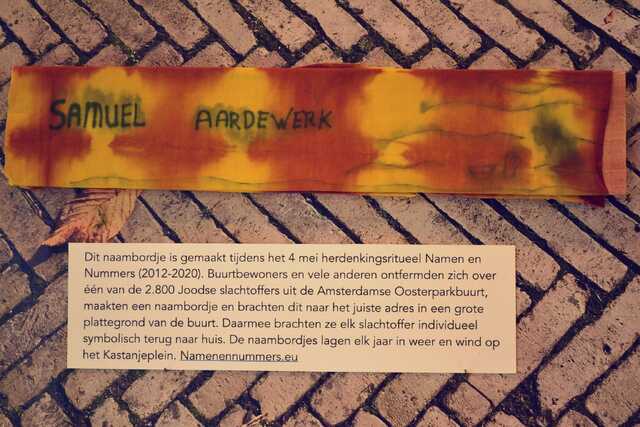 SAMUEL AARDEWERK
Dit naambordje is gemaakt tijdens het 4 mei herdenkingsritueel Namen en
Nummers (2012-2020). Buurtbewoners en vele anderen ontfermden zich over
één van de 2.800 Joodse slachtoffers uit de Amsterdamse Oosterparkbuurt,
maakten een naambordje en brachten dit naar het juiste adres in een grote
plattegrond van de buurt. Daarmee brachten ze elk slachtoffer individueel
symbolisch terug naar huis. De naambordjes lagen elk jaar in weer en wind op
het Kastanjeplein. Namenennummers.eu